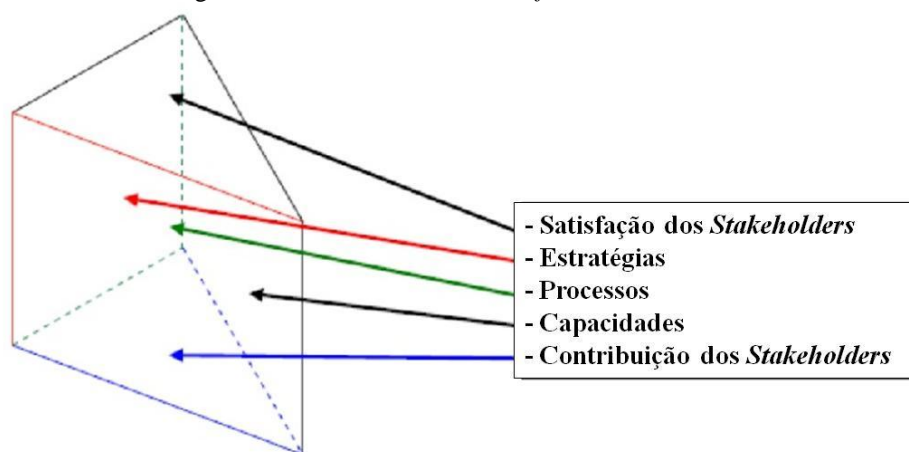 - Satisfação dos Stakeholders
- Estratégias
- Processos
- Capacidades
- Contribuição dos Stakeholders